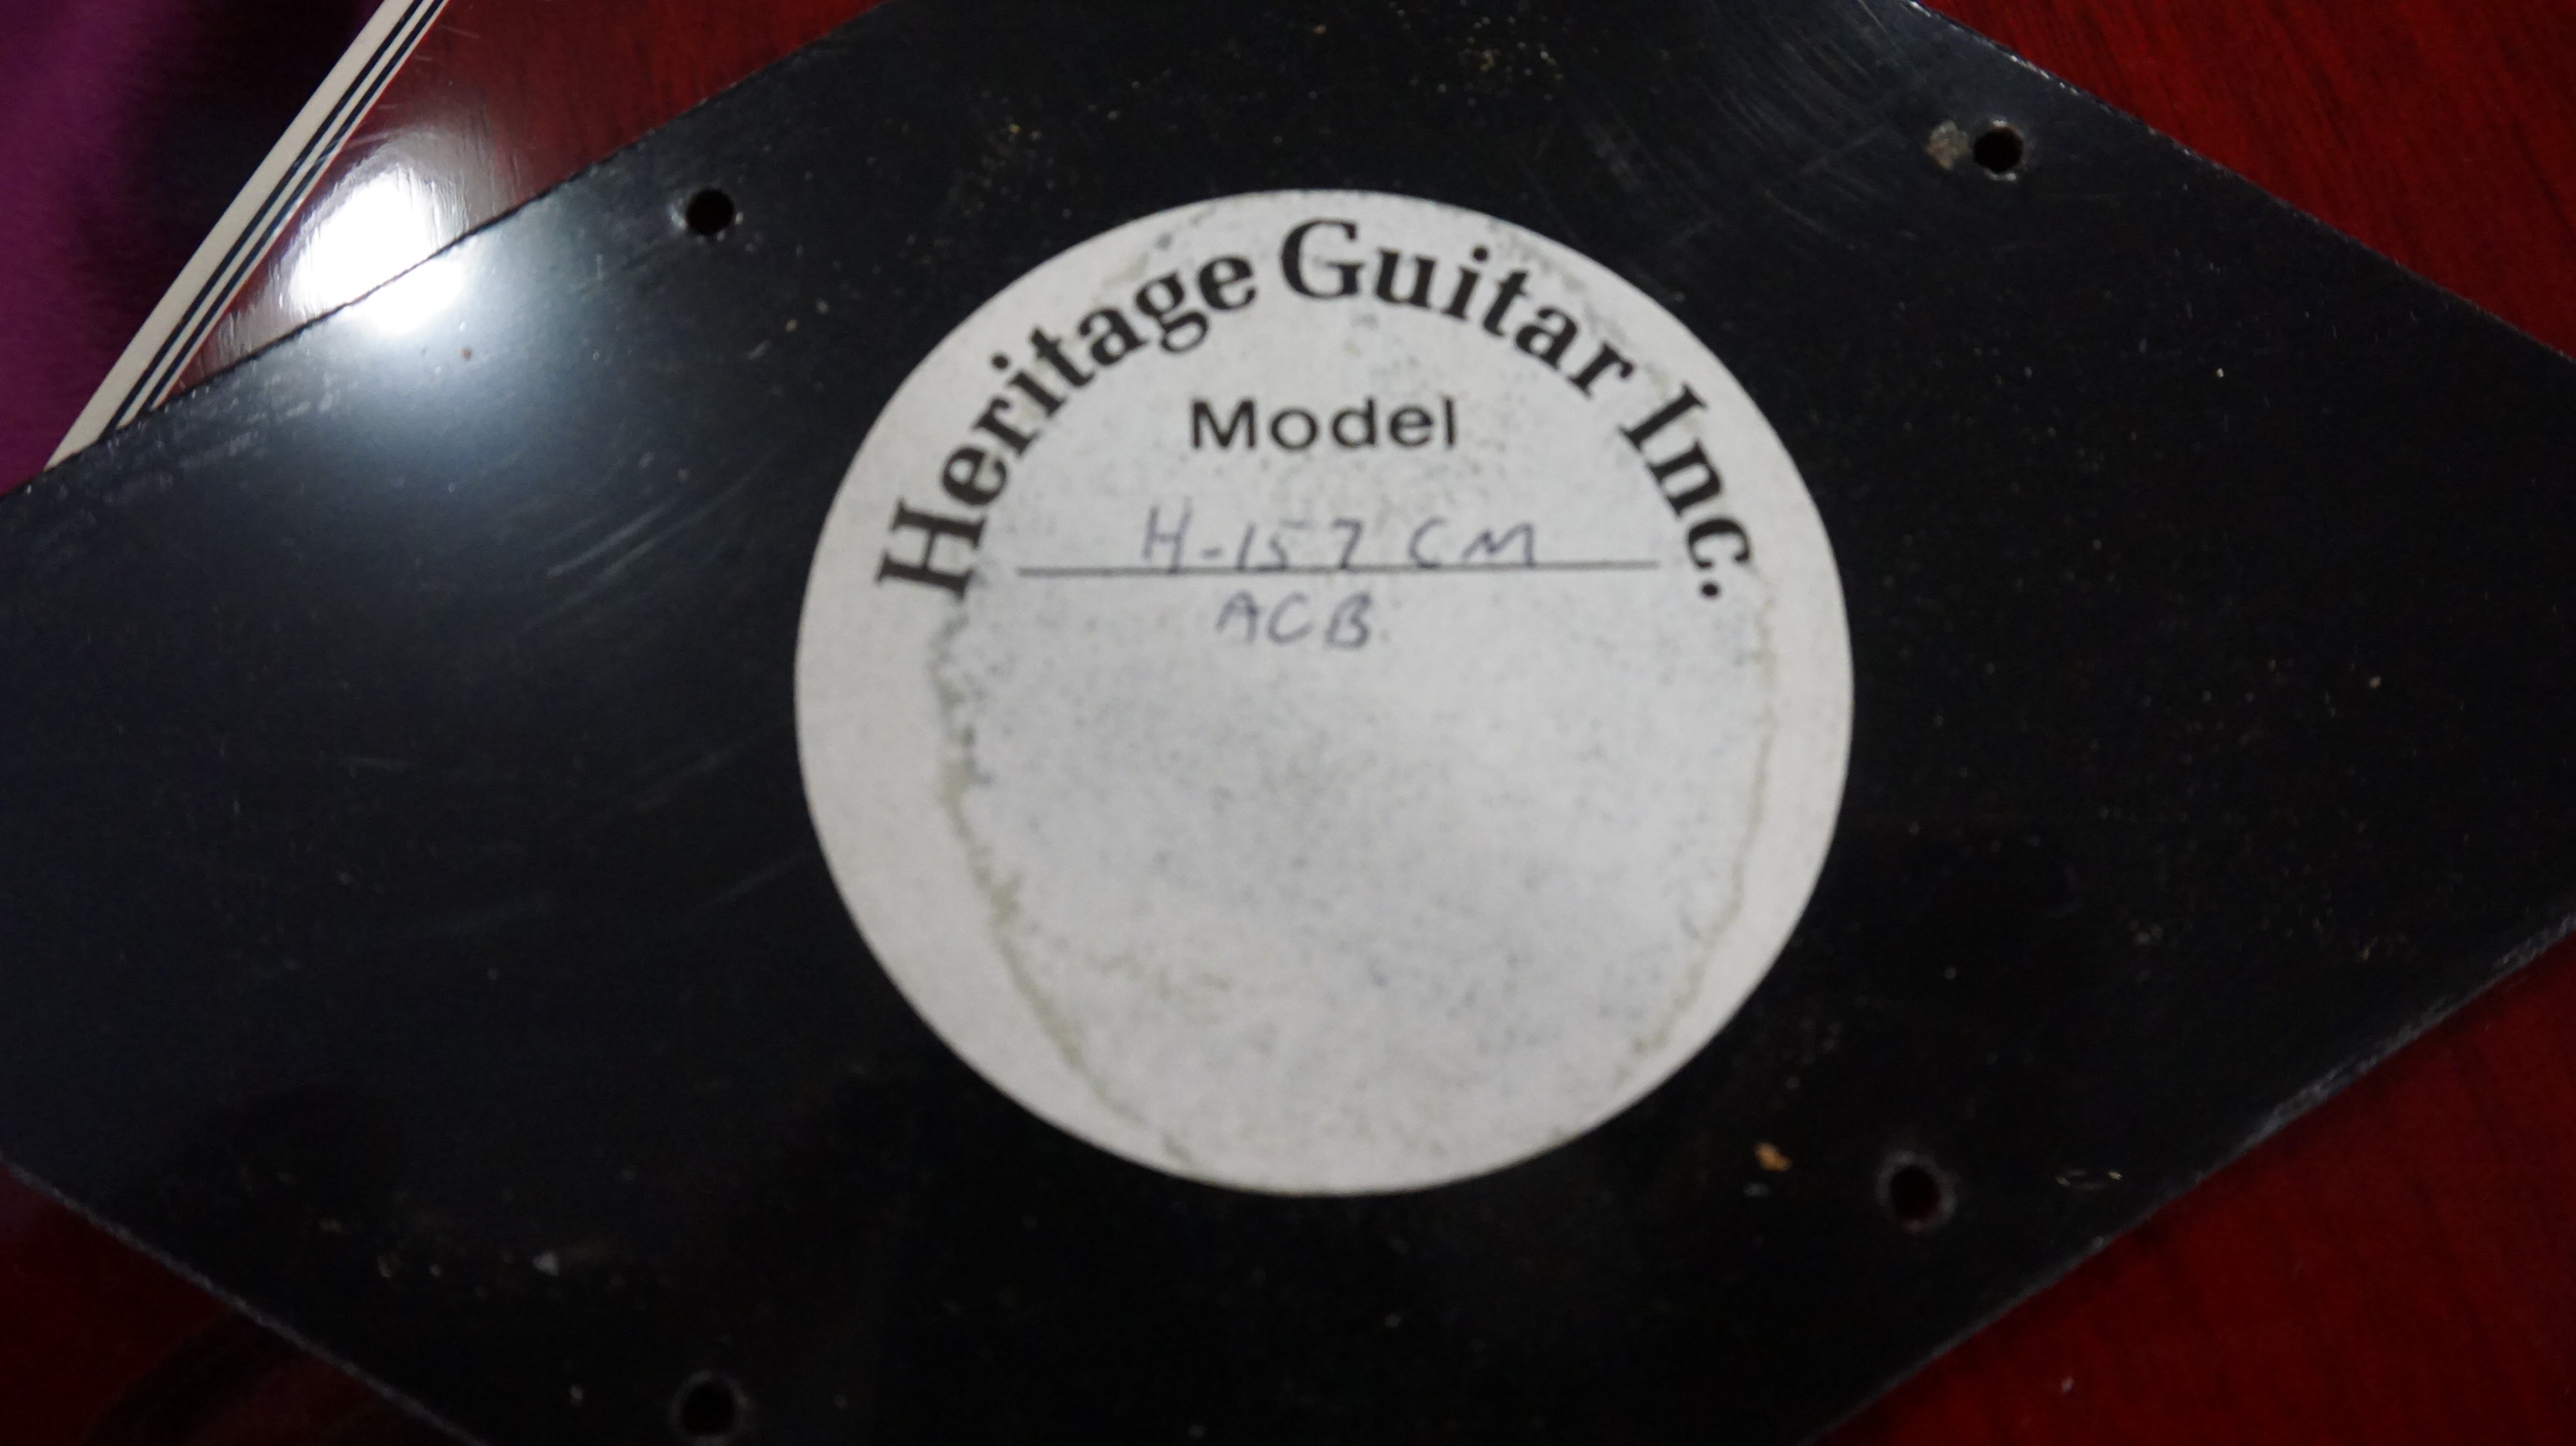 Heritage Guitar Inc.
Model
H-157 CM
ACB